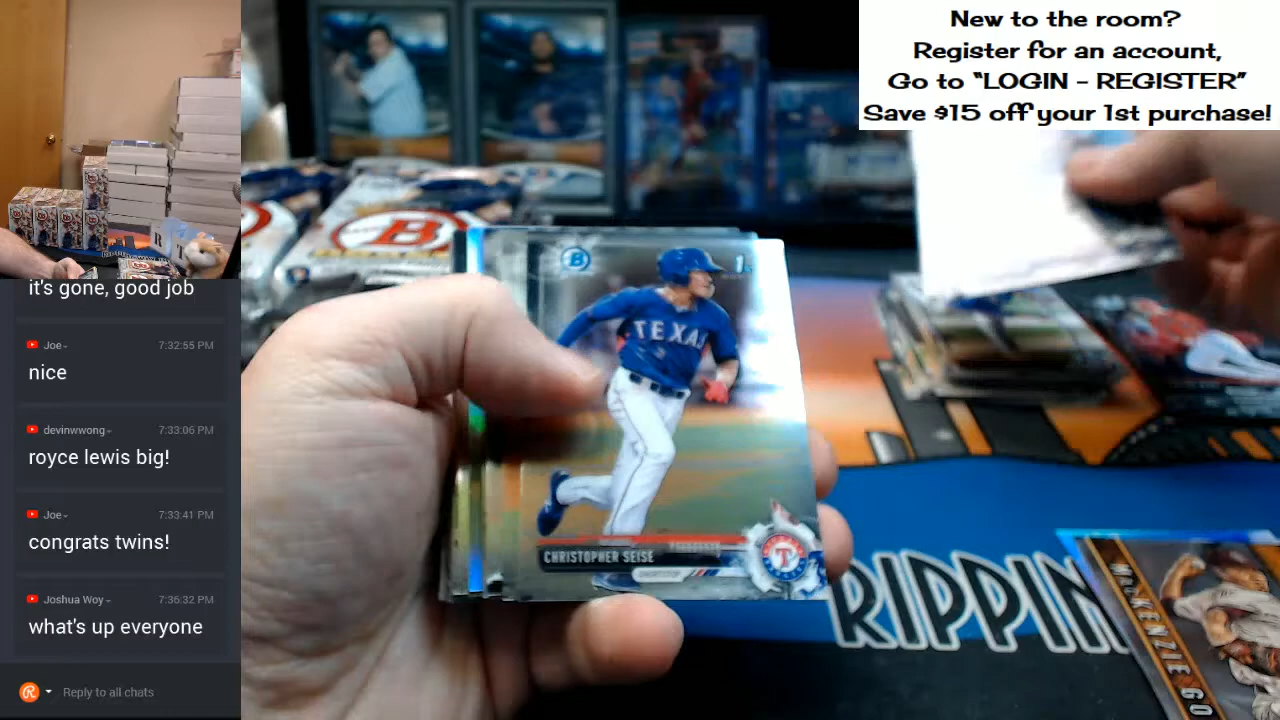 New to the room?
Register for an account,
Go to "LOGIN - REGISTER"
Save $15 off your 1st purchase!
it's gone, good job
Joe
7:32:55 PM
nice
devinwwong
7:33:06 PM
royce lewis big!
Joe
7:33:41 PM
congrats twins!
Joshua Woy
7:36:32 PM
what's up everyone
Reply to all chats
B
B
1
TEXAS
CHRISTOPHER SEISE
SHORTSTOP
T
RIPPIN
MACKENZIE GO
R T